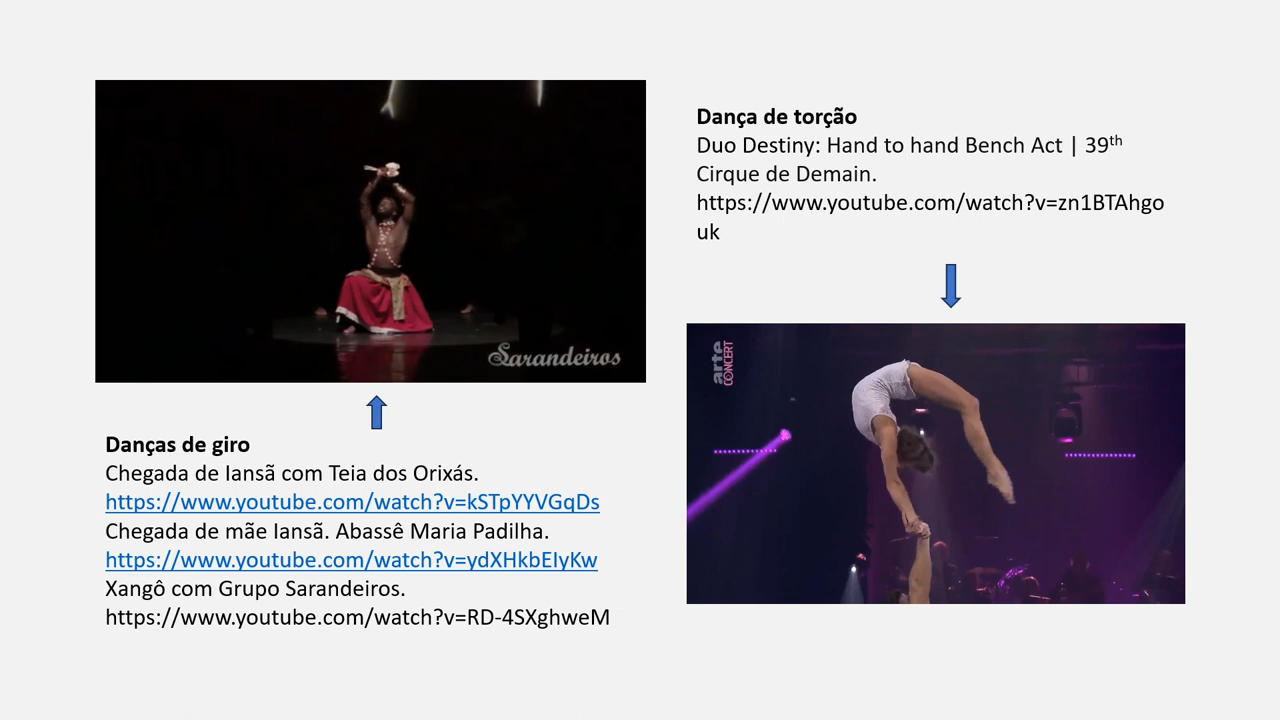 Sarandeiros
Danças de giro
Chegada de Iansã com Teia dos Orixás.
https://www.youtube.com/watch?v=kSTpYYVGqDs
Chegada de mãe Iansã. Abassê Maria Padilha.
https://www.youtube.com/watch?v=ydXHkbEIyKw
Xangô com Grupo Sarandeiros.
https://www.youtube.com/watch?v=RD-4SXghweM
Dança de torção
Duo Destiny: Hand to hand Bench Act | 39th
Cirque de Demain.
https://www.youtube.com/watch?v=zn1BTAhgo
uk
arte
CONCERT